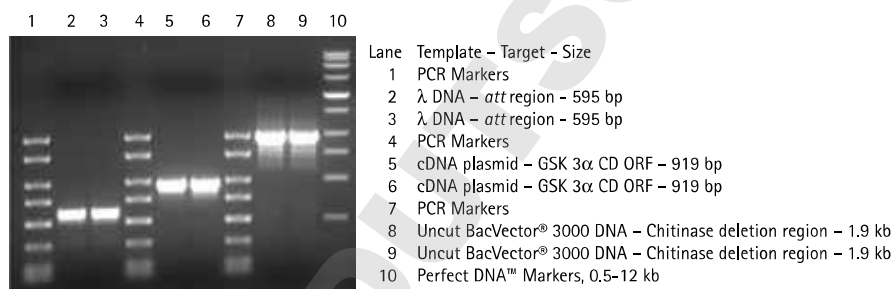 1 2 3 4 5 6 7 8 9 10
Lane Template – Target - Size
1 PCR Markers
2 λ DNA – att region – 595 bp
3 λ DNA – att region – 595 bp
4 PCR Markers
5 cDNA plasmid – GSK 3α CD ORF – 919 bp
6 cDNA plasmid – GSK 3α CD ORF – 919 bp
7 PCR Markers
8 Uncut BacVector® 3000 DNA – Chitinase deletion region – 1.9 kb
9 Uncut BacVector® 3000 DNA – Chitinase deletion region – 1.9 kb
10 Perfect DNA™ Markers, 0.5-12 kb